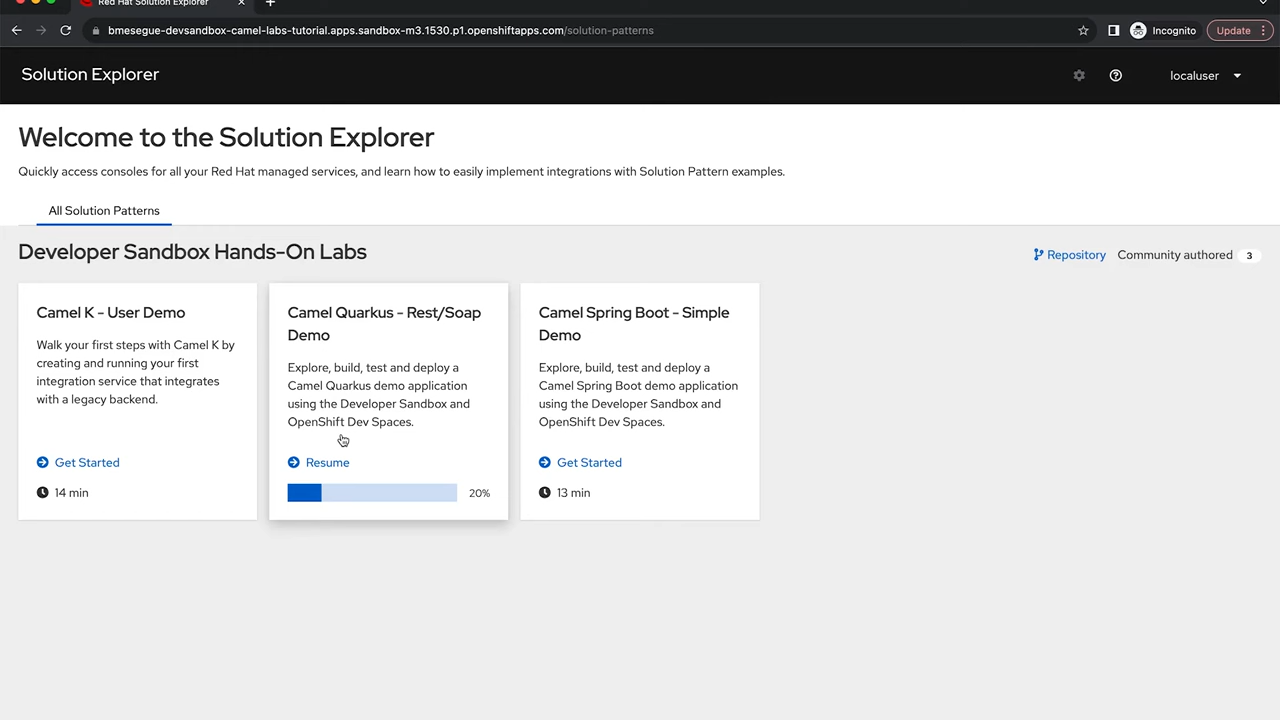 Red Hat Solution Explorer
bmesegue-devsandbox-camel-labs-tutorial.apps.sandbox-m3.1530.p1.openshiftapps.com/solution-patterns
Incognito
Update
Solution Explorer
localuser
Welcome to the Solution Explorer
Quickly access consoles for all your Red Hat managed services, and learn how to easily implement integrations with Solution Pattern examples.
All Solution Patterns
Developer Sandbox Hands-On Labs
Repository
Community authored 3
Camel K - User Demo
Walk your first steps with Camel K by
creating and running your first
integration service that integrates
with a legacy backend.
Get Started
14 min
Camel Quarkus - Rest/Soap
Demo
Explore, build, test and deploy a
Camel Quarkus demo application
using the Developer Sandbox and
OpenShift Dev Spaces.
Resume
20%
Camel Spring Boot - Simple
Demo
Explore, build, test and deploy a
Camel Spring Boot demo application
using the Developer Sandbox and
OpenShift Dev Spaces.
Get Started
13 min